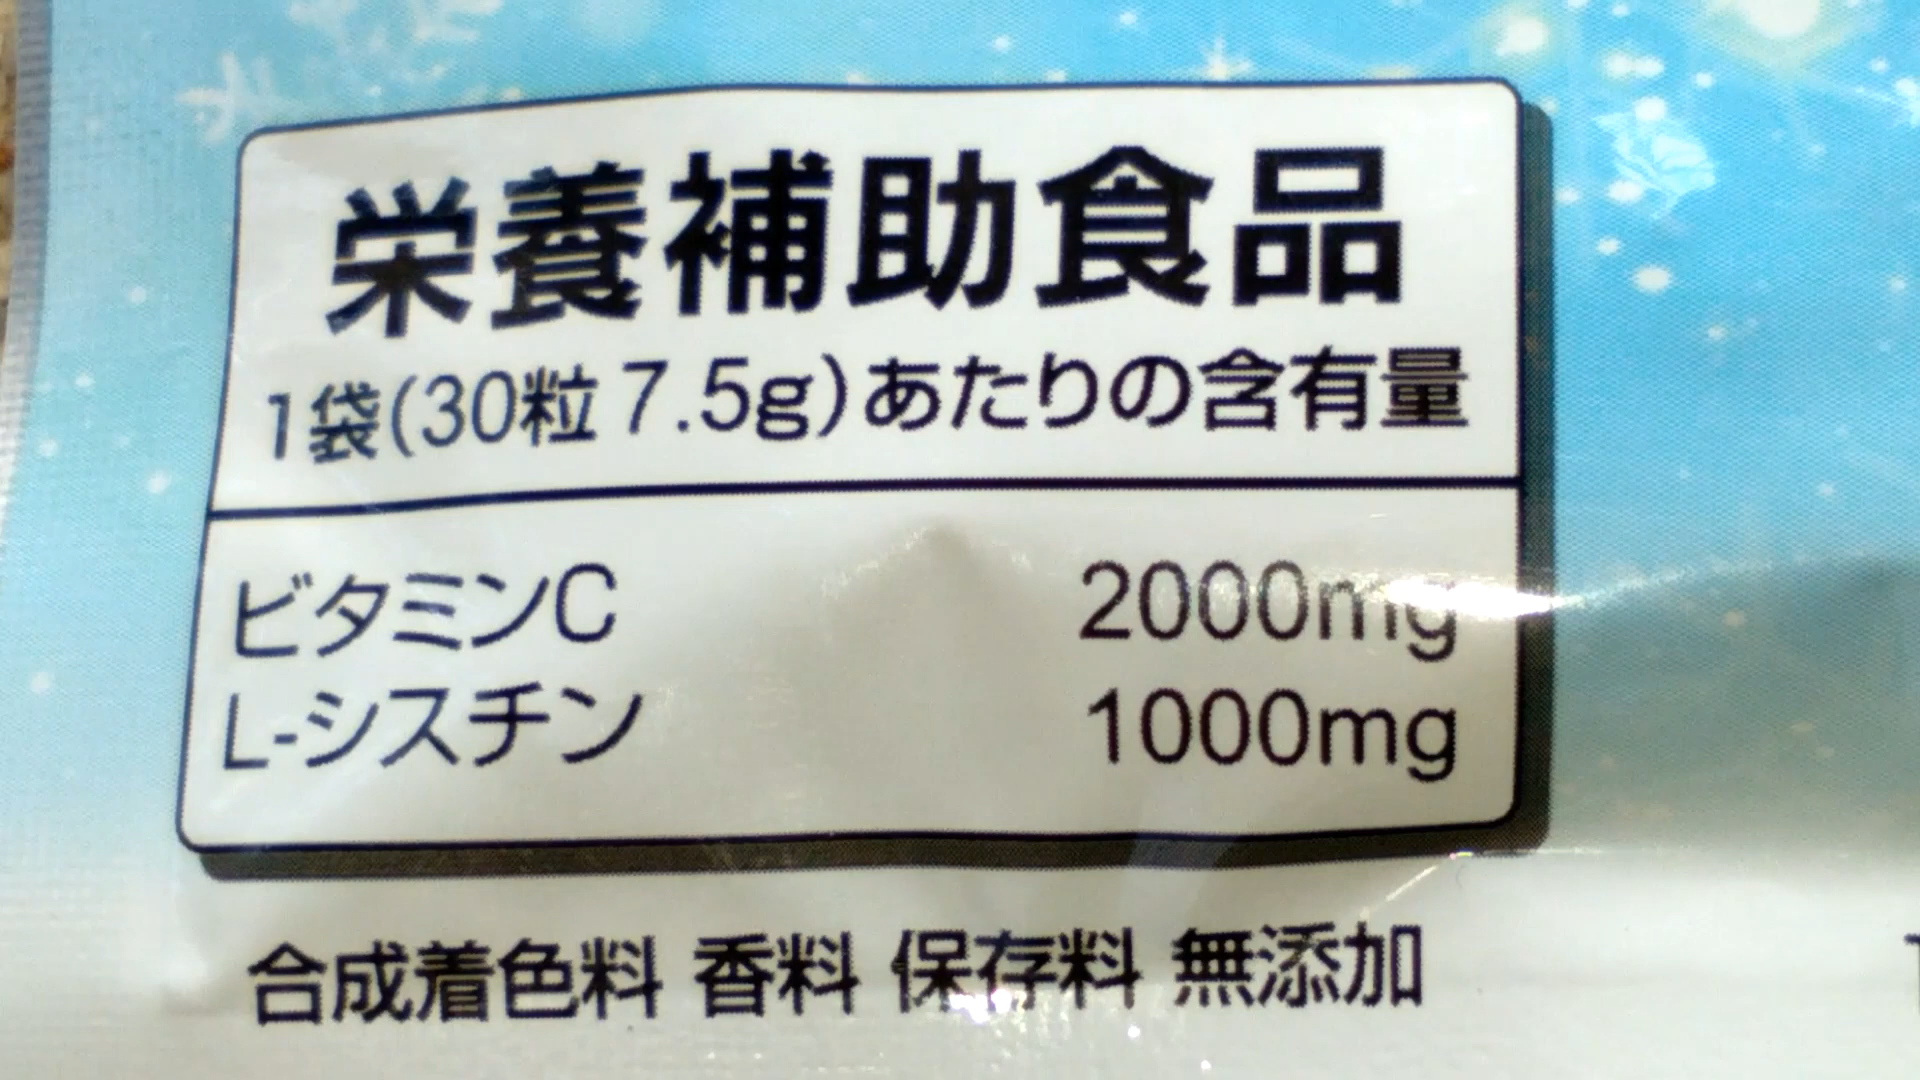 栄養補助食品
1袋(30粒 7.5g)あたりの含有量
ビタミンC 2000mg
L-シスチン 1000mg
合成着色料 香料 保存料 無添加